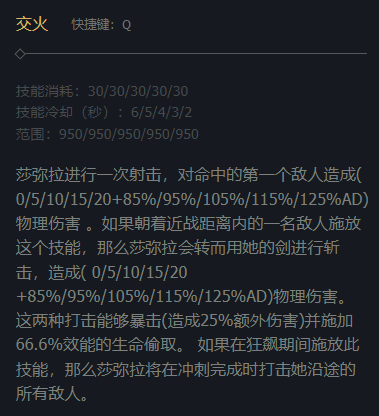 交火 快捷键：Q
技能消耗：30/30/30/30/30
技能冷却（秒）：6/5/4/3/2
范围：950/950/950/950/950
莎弥拉进行一次射击，对命中的第一个敌人造成(
0/5/10/15/20+85%/95%/105%/115%/125%AD)
物理伤害 。如果朝着近战距离内的一名敌人施放
这个技能，那么莎弥拉会转而用她的剑进行斩
击，造成( 0/5/10/15/20
+85%/95%/105%/115%/125%AD)物理伤害。
这两种打击能够暴击(造成25%额外伤害)并施加
66.6%效能的生命偷取。 如果在狂飙期间施放此
技能，那么莎弥拉将在冲刺完成时打击她沿途的
所有敌人。